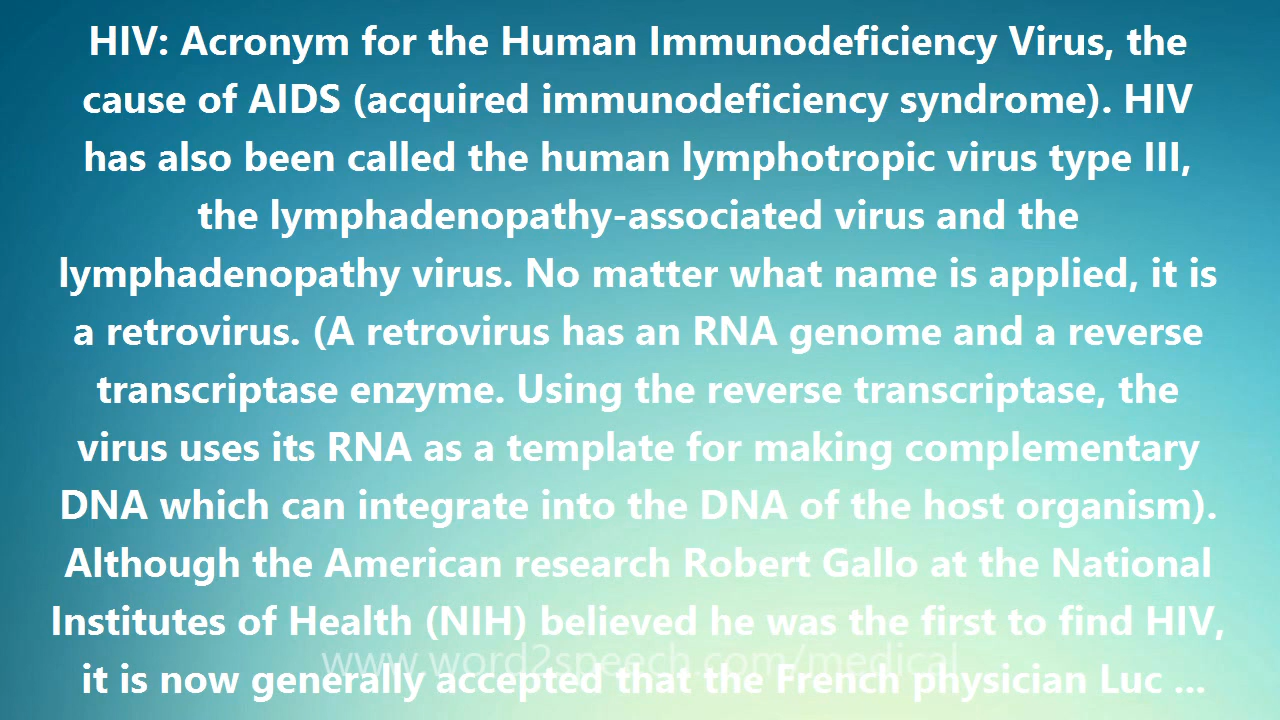 HIV: Acronym for the Human Immunodeficiency Virus, the
cause of AIDS (acquired immunodeficiency syndrome). HIV
has also been called the human lymphotropic virus type III,
the lymphadenopathy-associated virus and the
lymphadenopathy virus. No matter what name is applied, it is
a retrovirus. (A retrovirus has an RNA genome and a reverse
transcriptase enzyme. Using the reverse transcriptase, the
virus uses its RNA as a template for making complementary
DNA which can integrate into the DNA of the host organism).
Although the American research Robert Gallo at the National
Institutes of Health (NIH) believed he was the first to find HIV,
www.word2speech.com/medical
it is now generally accepted that the French physician Luc ...